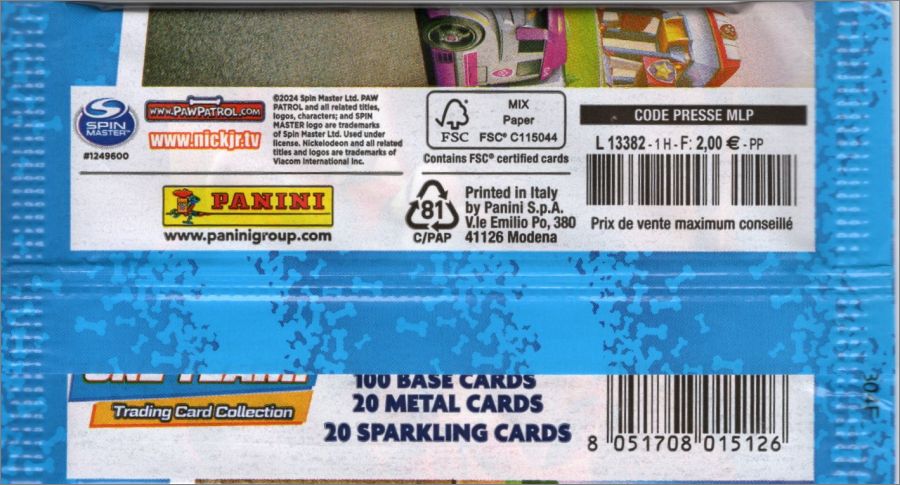 SPIN
MASTER™
#1249600
www.PAWPATROL.com
www.nickjr.tv
©2024 Spin Master Ltd. PAW
PATROL and all related titles,
logos, characters; and SPIN
MASTER logo are trademarks
of Spin Master Ltd. Used under
license. Nickelodeon and all related
titles and logos are trademarks of
Viacom International Inc.
FSC
MIX
Paper
FSC® C115044
Contains FSC® certified cards
CODE PRESSE MLP
L 13382 - 1 H - F: 2,00 € - PP
Prix de vente maximum conseillé
PANINI
www.paninigroup.com
81
C/PAP
Printed in Italy
by Panini S.p.A.
V.le Emilio Po, 380
41126 Modena
Trading Card Collection
100 BASE CARDS
20 METAL CARDS
20 SPARKLING CARDS
8 051708 015126